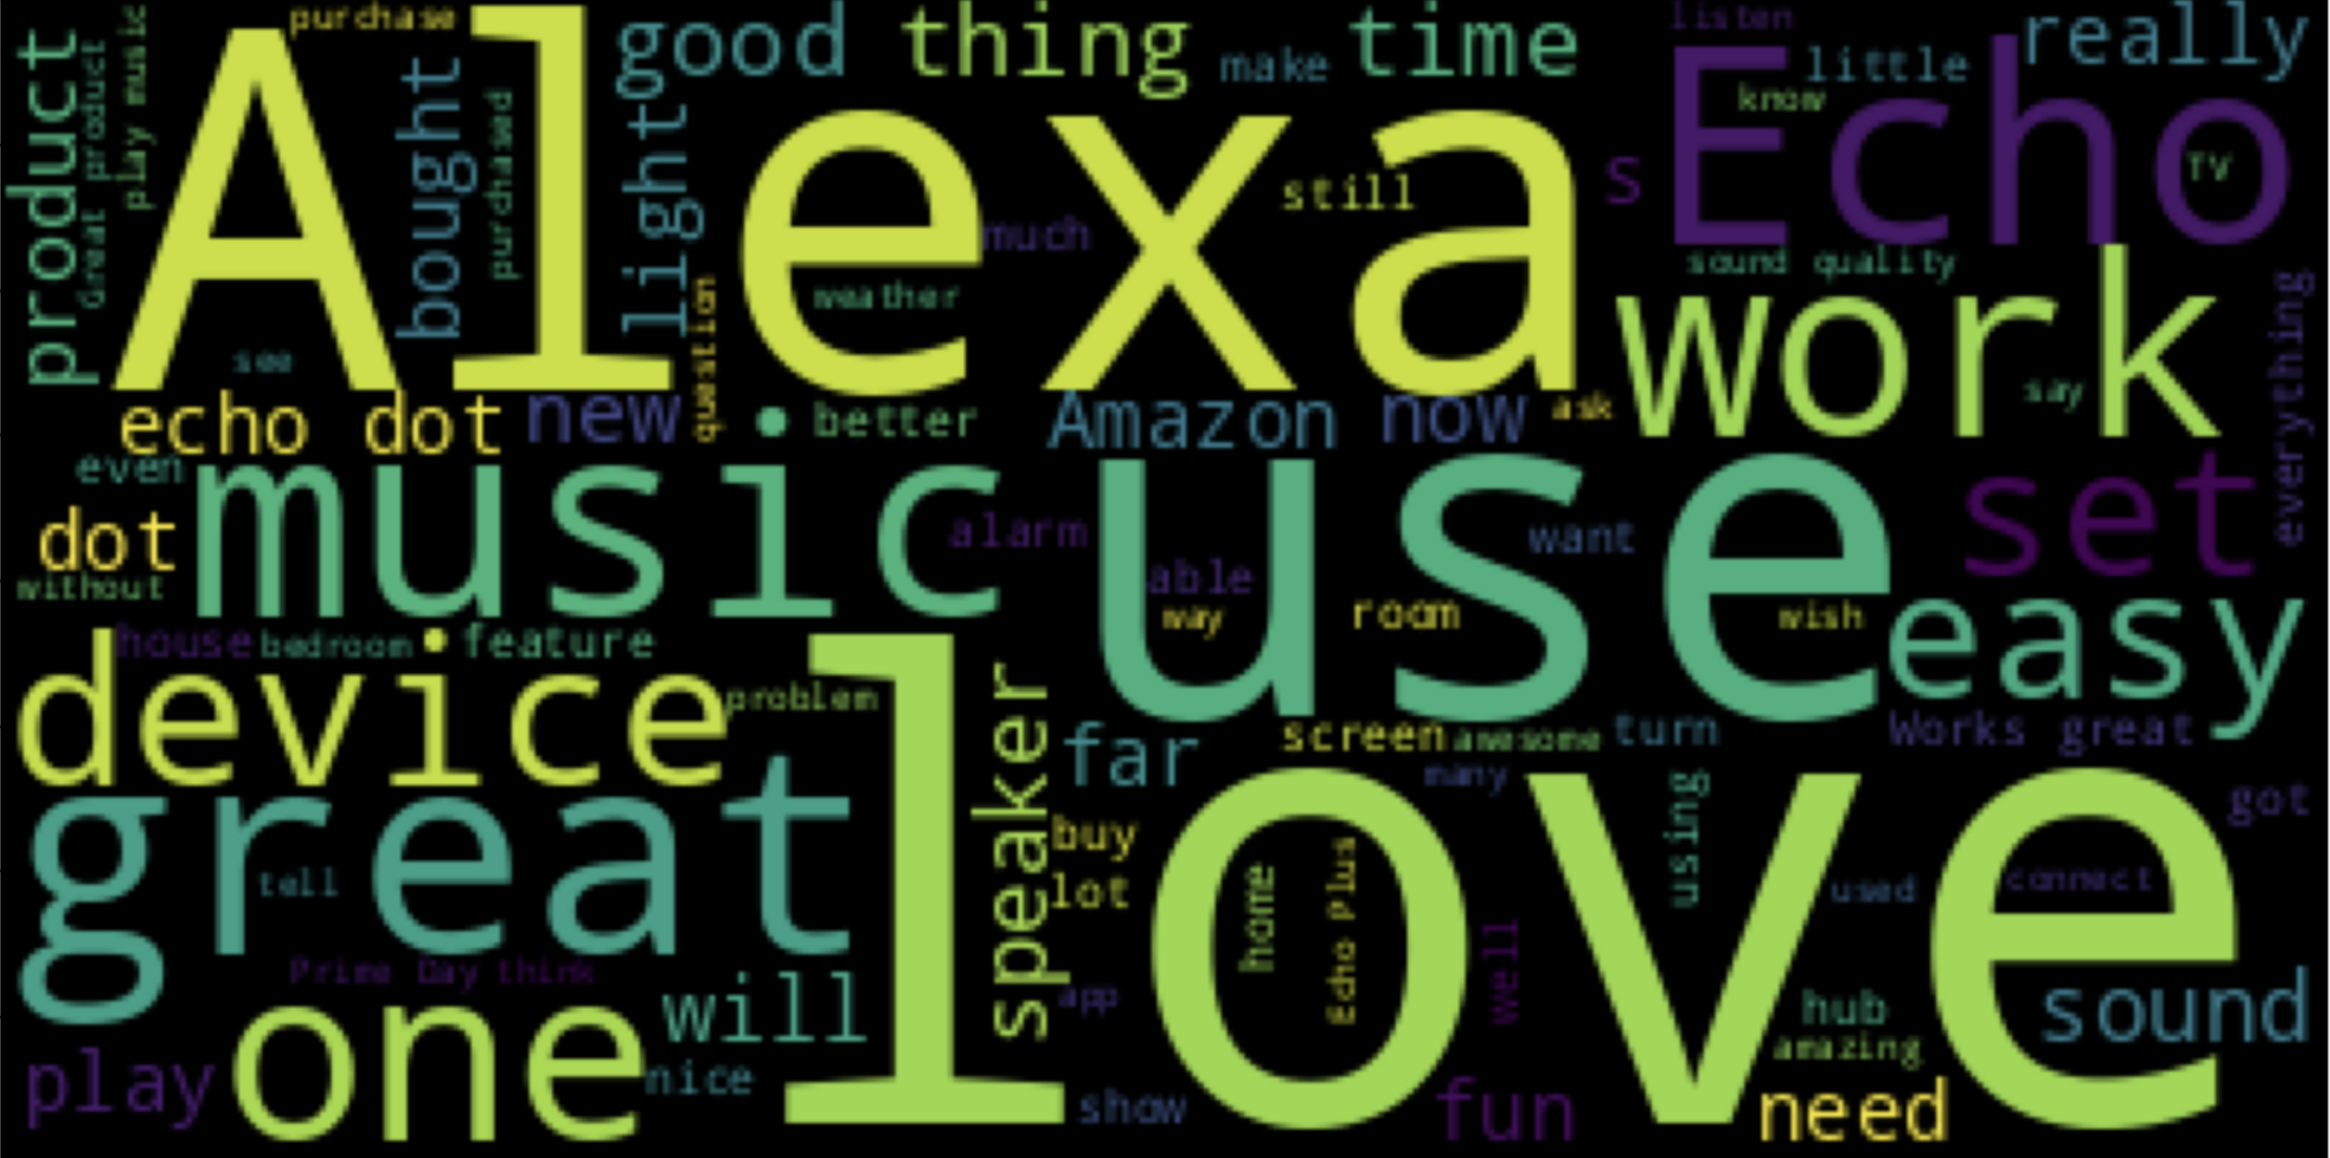 purchase
good
thing
make
time
listen
really
product
Great product
play music
Alexa
bought
purchased
light
little
know
Echo
TV
still
s
much
weather
sound quality
question
see
work
say
everything
echo dot
new
better
Amazon
now
ask
even
music
use
set
dot
alarm
want
without
able
way
room
wish
easy
house
bedroom
feature
device
problem
love
speaker
far
screen
awesome
turn
Works great
many
great
using
got
buy
lot
tell
home
Echo Plus
used
connect
Prime Day
think
well
one
will
app
hub
sound
amazing
play
nice
show
fun
need